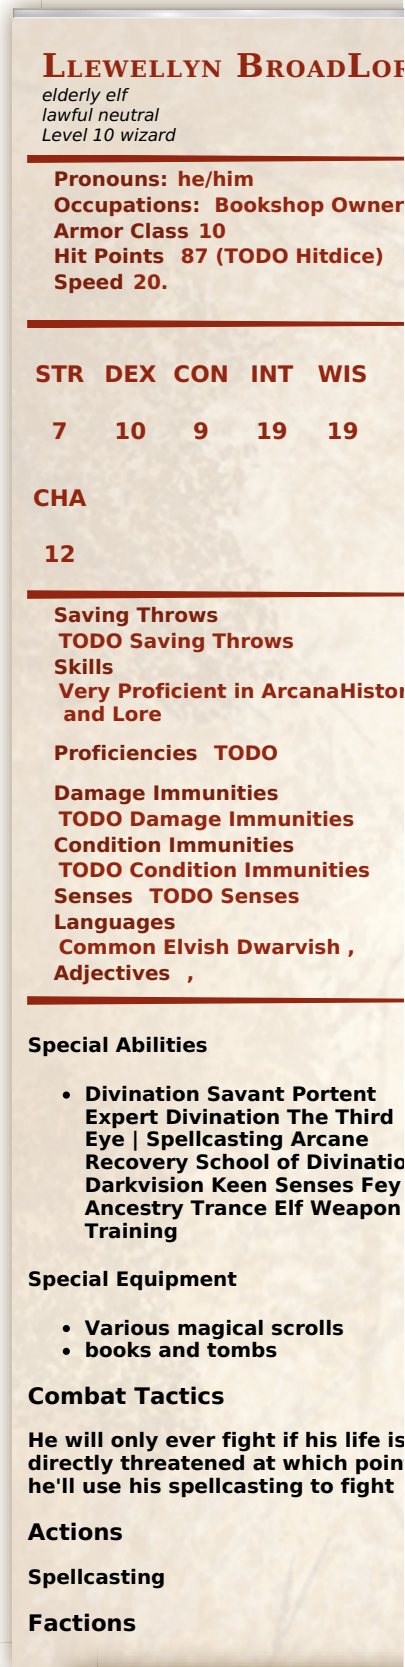 Llewellyn BroadLor
elderly elf
lawful neutral
Level 10 wizard
Pronouns: he/him
Occupations: Bookshop Owner
Armor Class 10
Hit Points 87 (TODO Hitdice)
Speed 20.
STR DEX CON INT WIS
7 10 9 19 19
CHA
12
Saving Throws
TODO Saving Throws
Skills
Very Proficient in ArcanaHistor
and Lore
Proficiencies TODO
Damage Immunities
TODO Damage Immunities
Condition Immunities
TODO Condition Immunities
Senses TODO Senses
Languages
Common Elvish Dwarvish ,
Adjectives ,
Special Abilities
• Divination Savant Portent
Expert Divination The Third
Eye | Spellcasting Arcane
Recovery School of Divinatio
Darkvision Keen Senses Fey
Ancestry Trance Elf Weapon
Training
Special Equipment
• Various magical scrolls
• books and tombs
Combat Tactics
He will only ever fight if his life is
directly threatened at which poin
he'll use his spellcasting to fight
Actions
Spellcasting
Factions